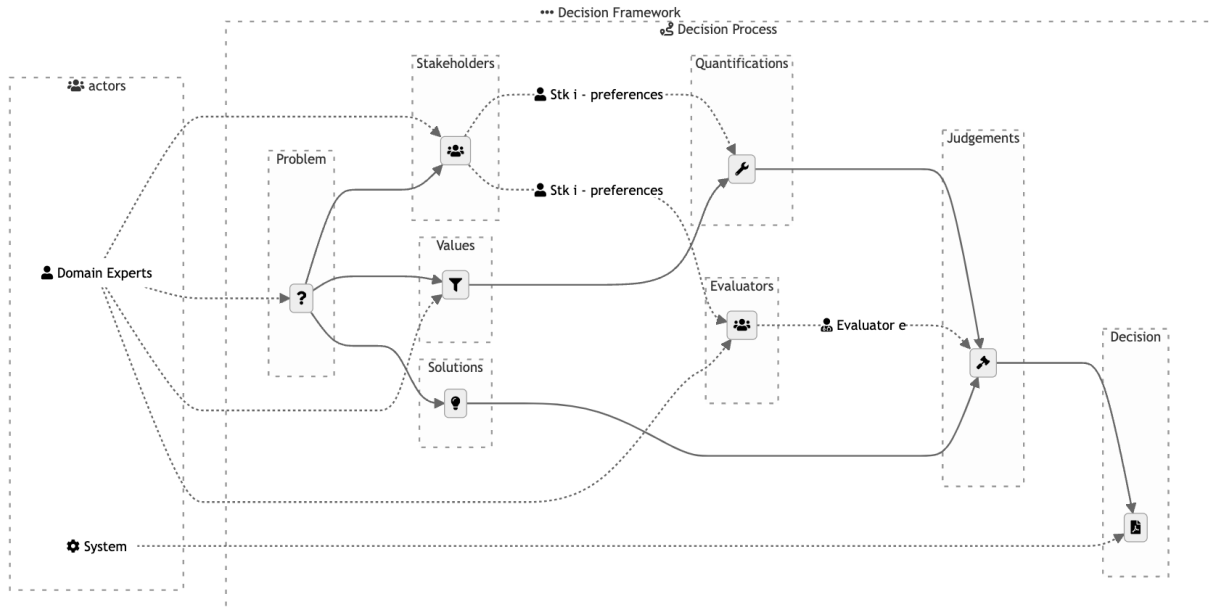 Decision Framework
Decision Process
actors
Stakeholders
Quantifications
Stk i - preferences
Judgements
Problem
Stk i - preferences
Values
Domain Experts
Evaluators
Evaluator e
Decision
Solutions
System